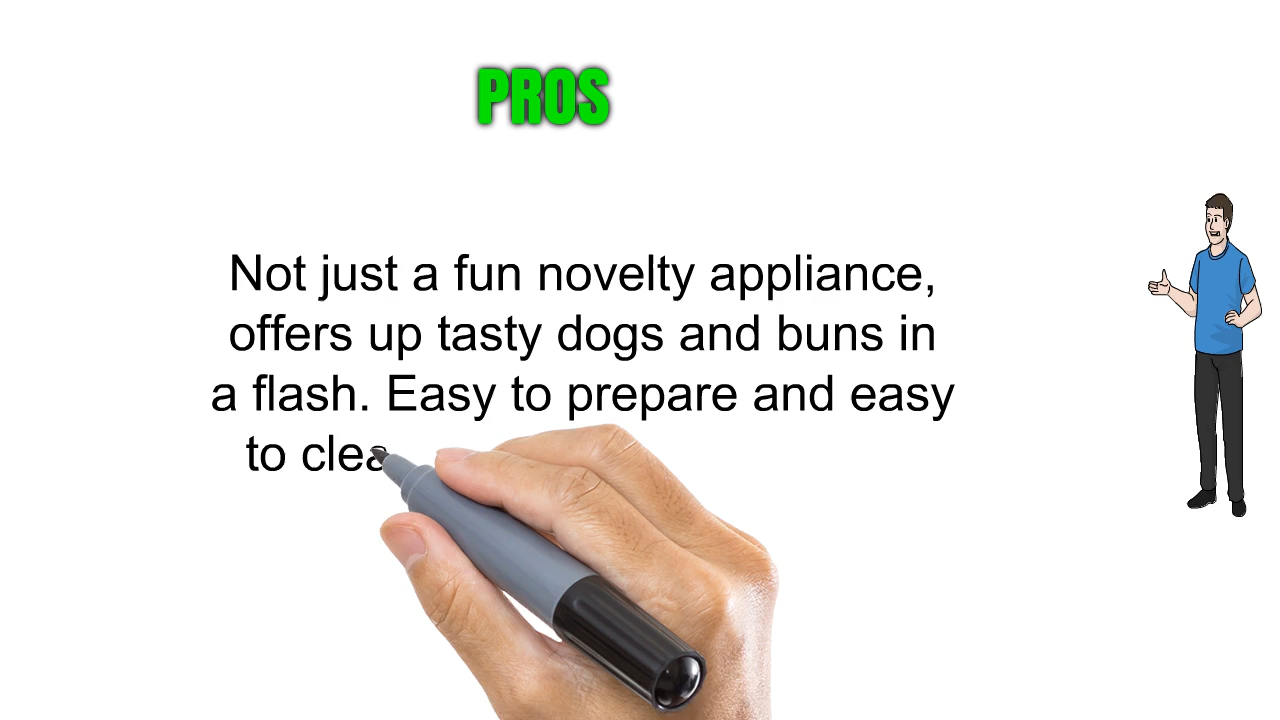 PROS
Not just a fun novelty appliance,
offers up tasty dogs and buns in
a flash. Easy to prepare and easy
to clea